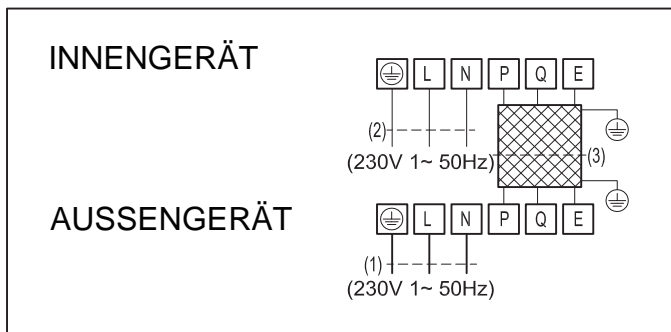 INNENGERÄT
L N P Q E
(2)
(230V 1~ 50Hz)
(3)
AUSSENGERÄT
L N P Q E
(1)
(230V 1~ 50Hz)